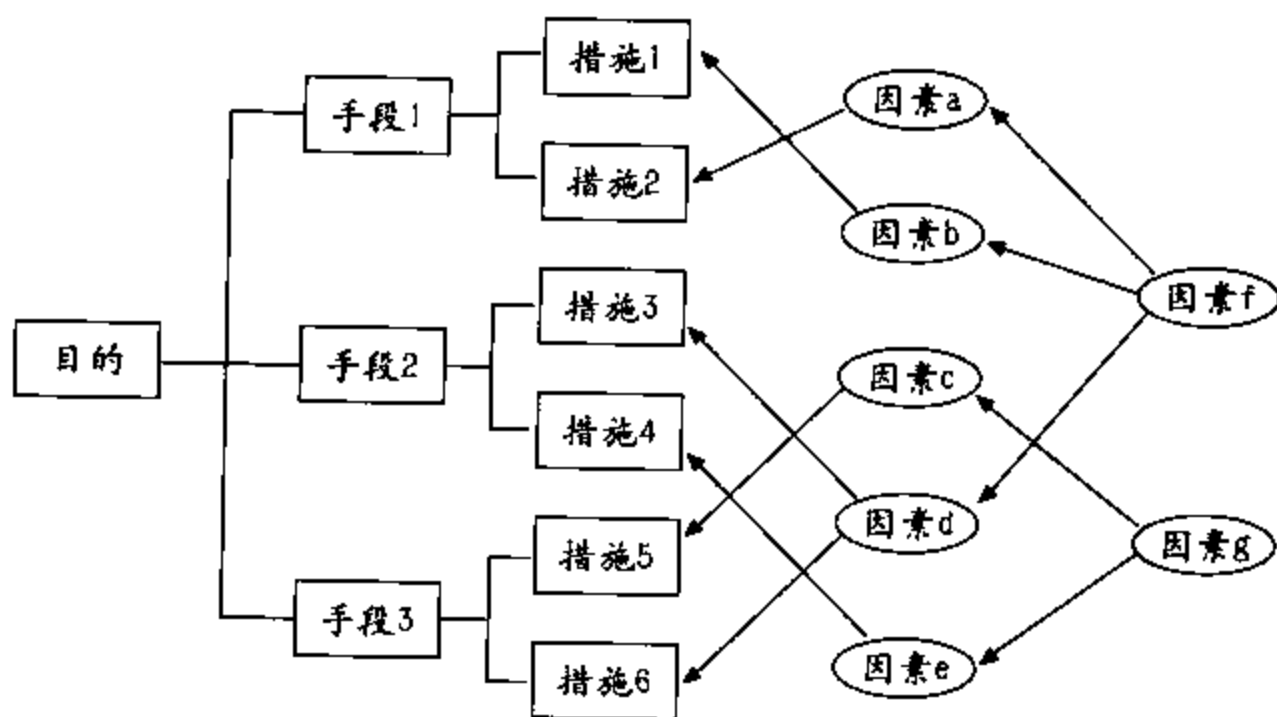 措施1
手段1
因素a
措施2
因素b
措施3
因素f
目的
手段2
因素c
措施4
因素d
措施5
因素g
手段3
措施6
因素e